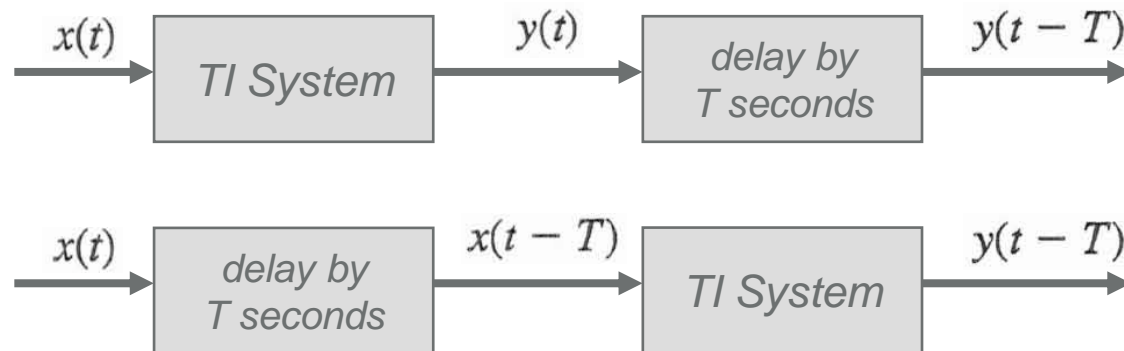 x(t)
TI System
y(t)
delay by
T seconds
y(t − T)
x(t)
delay by
T seconds
x(t − T)
TI System
y(t − T)